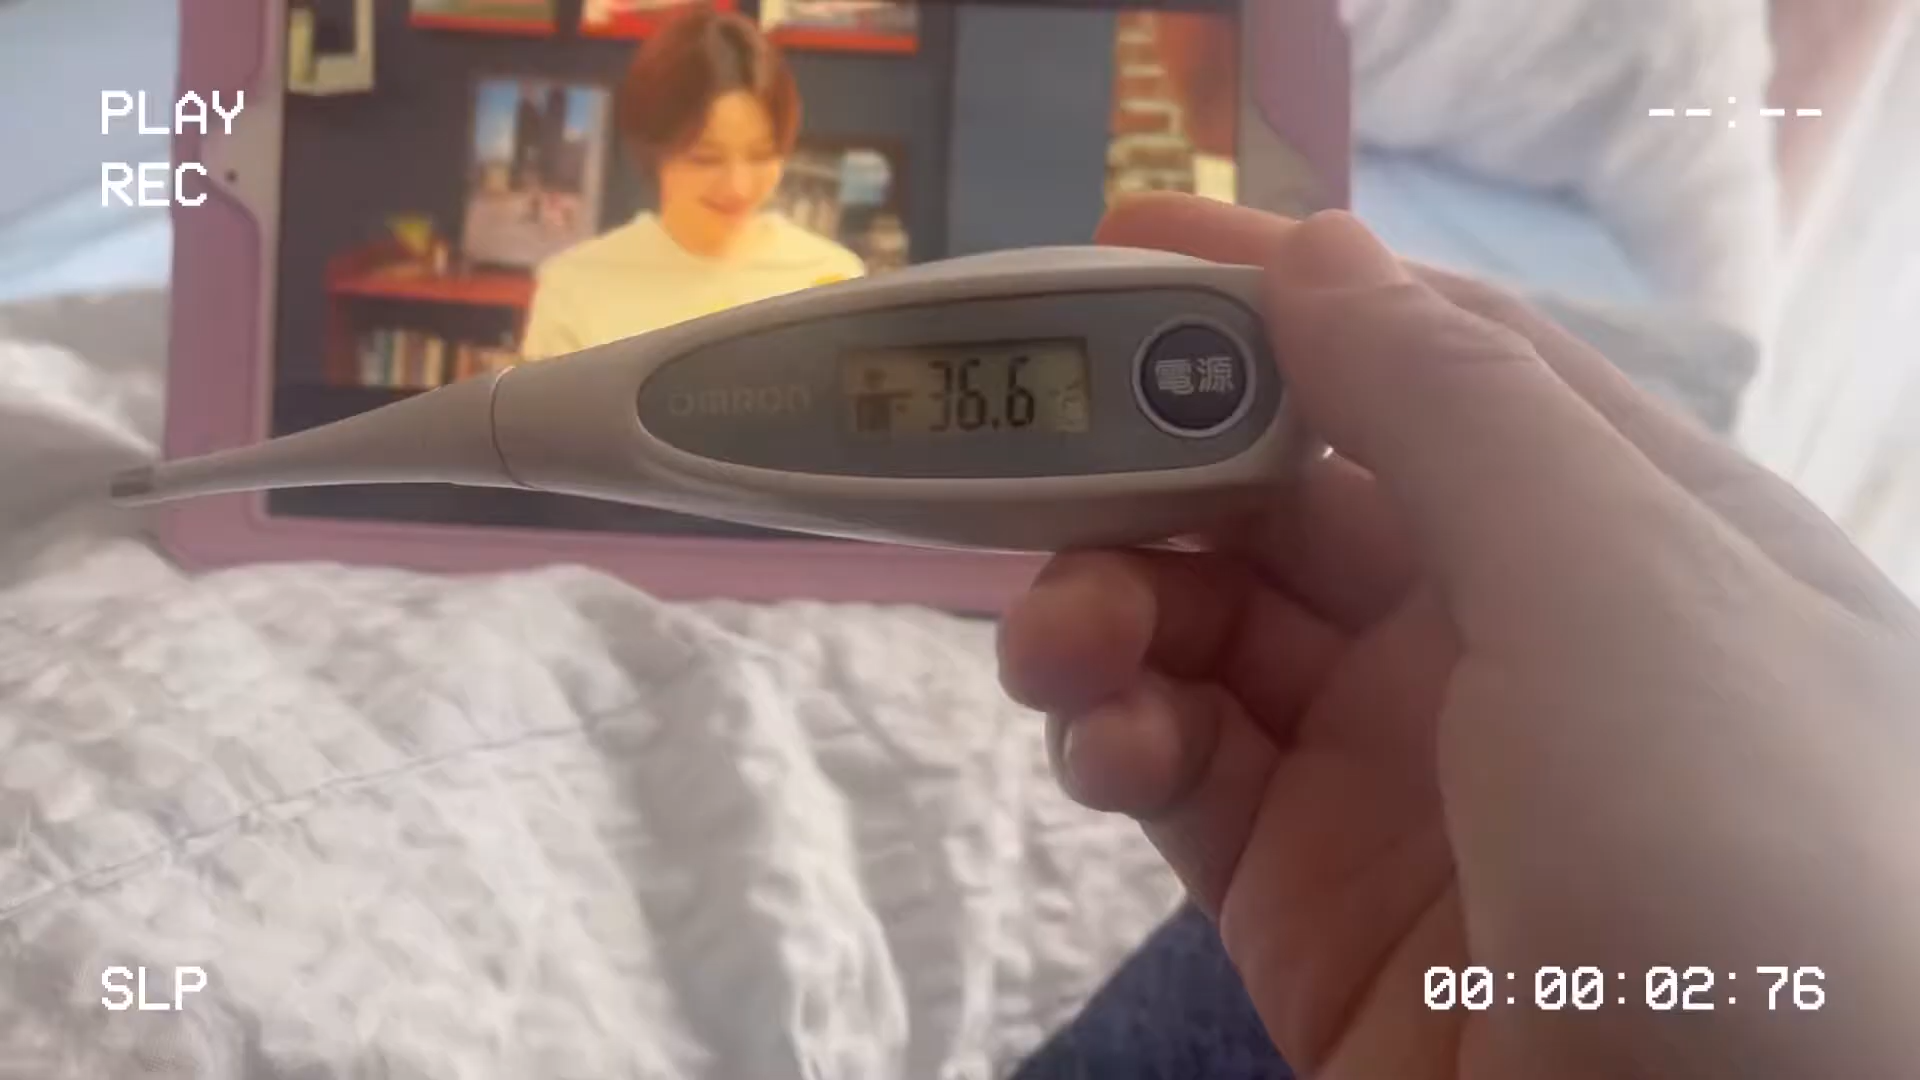 PLAY
--:--
REC
OMRON
36.6
電源
SLP
00:00:02:76